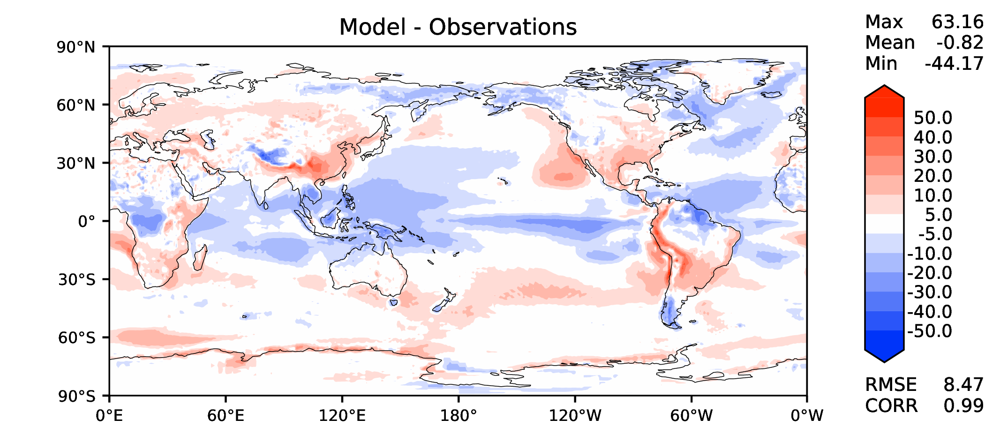 Model - Observations
Max 63.16
Mean -0.82
Min -44.17
90°N
60°N
30°N
0°
30°S
60°S
90°S
0°E 60°E 120°E 180° 120°W 60°W 0°W
50.0
40.0
30.0
20.0
10.0
5.0
-5.0
-10.0
-20.0
-30.0
-40.0
-50.0
RMSE 8.47
CORR 0.99